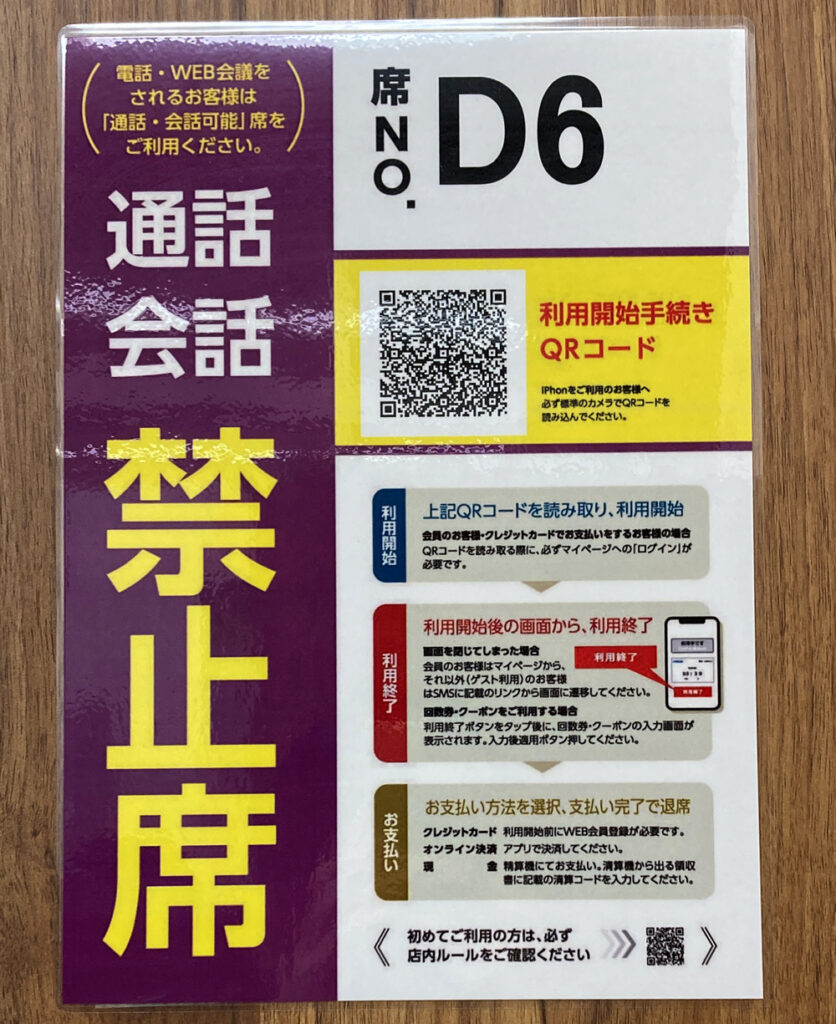 電話・WEB会議を
されるお客様は
「通話・会話可能」席を
ご利用ください。
通話
会話
禁止席
席NO.
D6
利用開始手続き
QRコード
iPhonをご利用のお客様へ
必ず標準のカメラでQRコードを
読み込んでください。
利用開始
上記QRコードを読み取り、利用開始
会員のお客様・クレジットカードでお支払いをするお客様の場合
QRコードを読み取る際に、必ずマイページへの「ログイン」が
必要です。
利用終了
利用開始後の画面から、利用終了
画面を閉じてしまった場合
会員のお客様はマイページから、
それ以外(ゲスト利用)のお客様
はSMSに記載のリンクから画面に遷移してください。
回数券・クーポンをご利用する場合
利用終了ボタンをタップ後に、回数券・クーポンの入力画面が
表示されます。入力後適用ボタン押してください。
利用終了
利用終了
お支払い
お支払い方法を選択、支払い完了で退席
クレジットカード 利用開始前にWEB会員登録が必要です。
オンライン決済 アプリで決済してください。
現金 精算機にてお支払い。清算機から出る領収
書に記載の清算コードを入力してください。
初めてご利用の方は、必ず
店内ルールをご確認ください